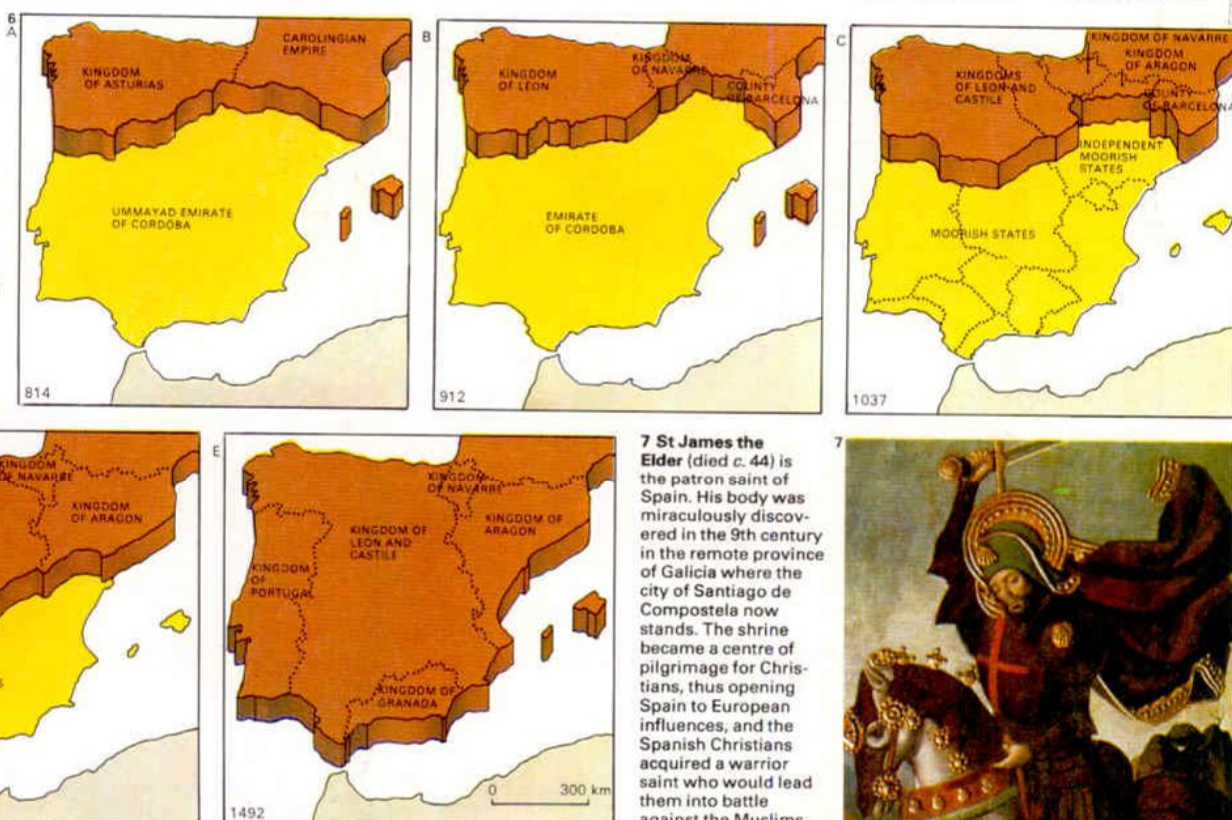 6
A
CAROLINGIAN
EMPIRE
KINGDOM
OF ASTURIAS
UMMAYAD EMIRATE
OF CORDOBA
814
B
KINGDOM
OF LEON
KINGDOM
OF NAVARRE
COUNTY
OF BARCELONA
EMIRATE
OF CORDOBA
912
C
KINGDOM OF NAVARRE
KINGDOM
OF ARAGON
KINGDOMS
OF LEON AND
CASTILE
COUNTY
OF BARCELONA
INDEPENDENT
MOORISH
STATES
MOORISH STATES
1037
KINGDOM
OF NAVARRE
KINGDOM
OF ARAGON
E
KINGDOM
OF NAVARRE
KINGDOM OF
LEON AND
CASTILE
KINGDOM OF
ARAGON
KINGDOM
OF
PORTUGAL
KINGDOM OF
GRANADA
0 300 km
1492
7 St James the
Elder (died c. 44) is
the patron saint of
Spain. His body was
miraculously discov-
ered in the 9th century
in the remote province
of Galicia where the
city of Santiago de
Compostela now
stands. The shrine
became a centre of
pilgrimage for Chris-
tians, thus opening
Spain to European
influences, and the
Spanish Christians
acquired a warrior
saint who would lead
them into battle
against the Muslims
7